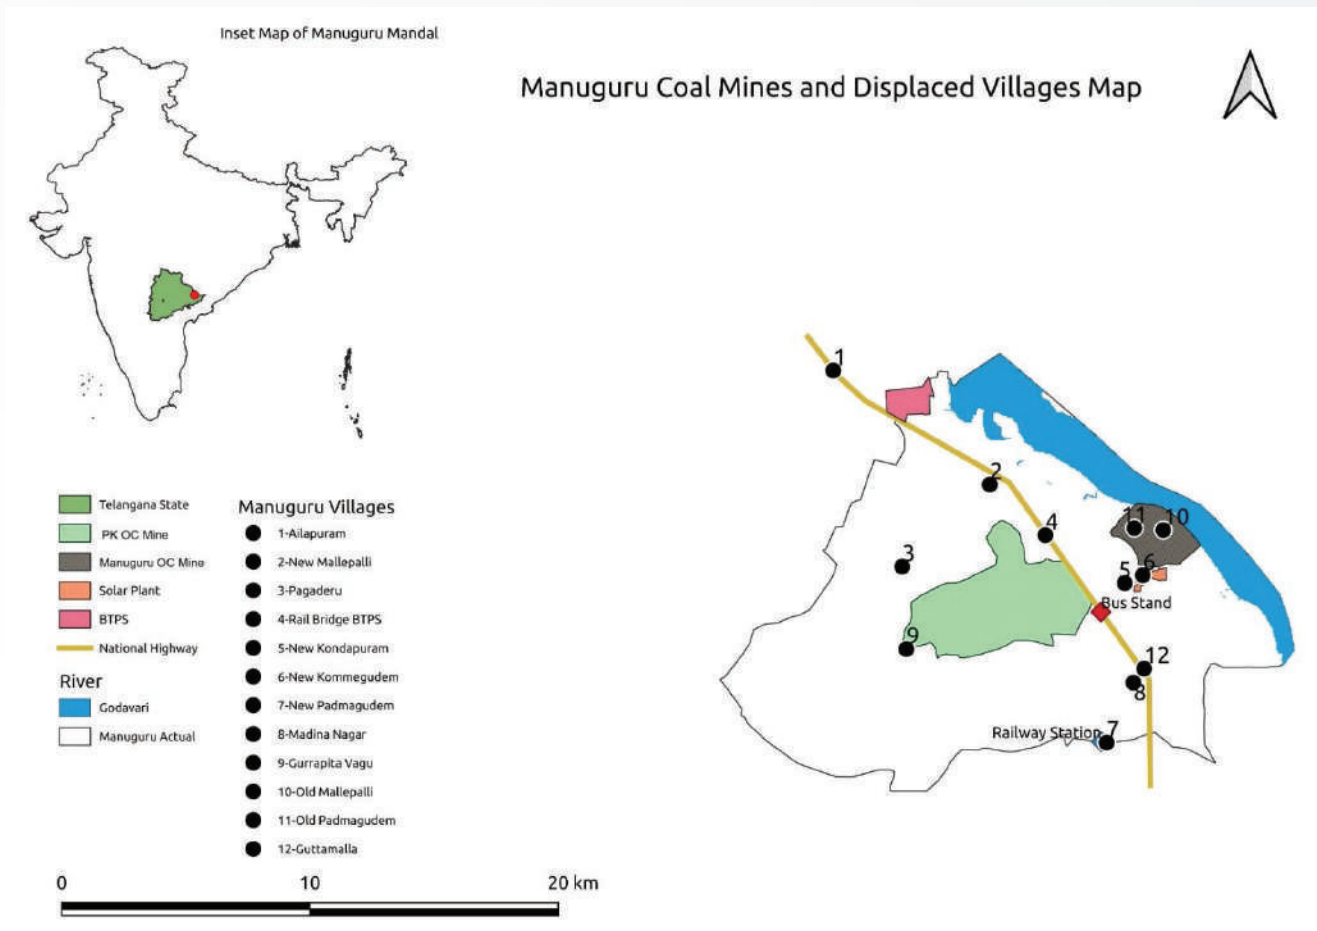 Inset Map of Manuguru Mandal
Manuguru Coal Mines and Displaced Villages Map
1
2
11
10
4
3
5
6
Bus Stand
9
12
8
Railway Station
7
Telangana State
PK OC Mine
Manuguru OC Mine
Solar Plant
BTPS
National Highway
River
Godavari
Manuguru Actual
Manuguru Villages
1-Ailapuram
2-New Mallepalli
3-Pagaderu
4-Rail Bridge BTPS
5-New Kondapuram
6-New Kommegudem
7-New Padmagudem
8-Madina Nagar
9-Gurrapita Vagu
10-Old Mallepalli
11-Old Padmagudem
12-Guttamalla
0 10 20 km